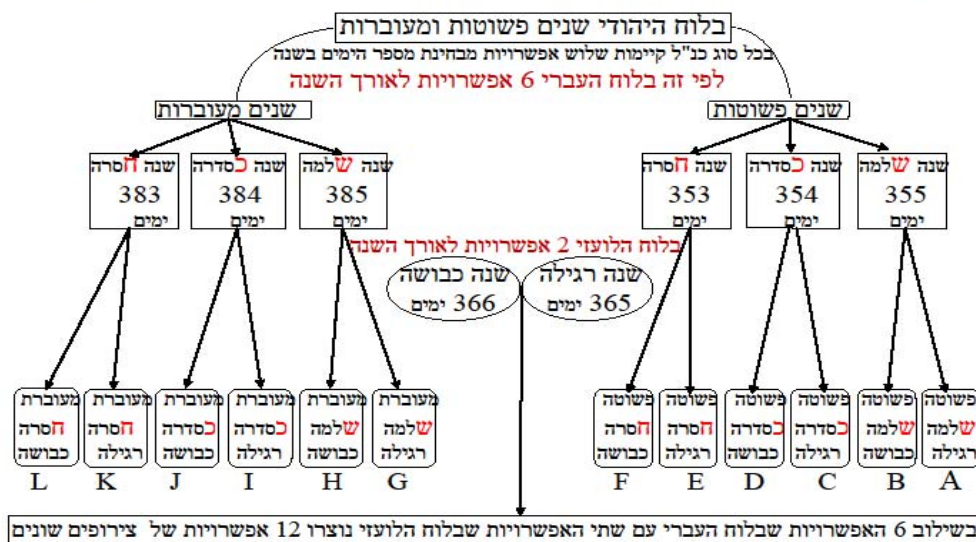 בלוח היהודי שנים פשוטות ומעוברות
בכל סוג כנ"ל קיימות שלוש אפשרויות מבחינת מספר הימים בשנה
לפי זה בלוח העברי 6 אפשרויות לאורך השנה
שנים פשוטות
שנים מעוברות
שנה שלמה
355
ימים
שנה כסדרה
354
ימים
שנה חסרה
353
ימים
שנה שלמה
385
ימים
שנה כסדרה
384
ימים
שנה חסרה
383
ימים
בלוח הלועזי 2 אפשרויות לאורך השנה
שנה רגילה
365 ימים
שנה כבושה
366 ימים
פשוטה
שלמה
רגילה
A
פשוטה
שלמה
כבושה
B
פשוטה
כסדרה
רגילה
C
פשוטה
כסדרה
כבושה
D
פשוטה
חסרה
רגילה
E
פשוטה
חסרה
כבושה
F
מעוברת
שלמה
רגילה
G
מעוברת
שלמה
כבושה
H
מעוברת
כסדרה
רגילה
I
מעוברת
כסדרה
כבושה
J
מעוברת
חסרה
רגילה
K
מעוברת
חסרה
כבושה
L
בשילוב 6 האפשרויות שבלוח העברי עם שתי האפשרויות שבלוח הלועזי נוצרו 12 אפשרויות של צירופים שונים